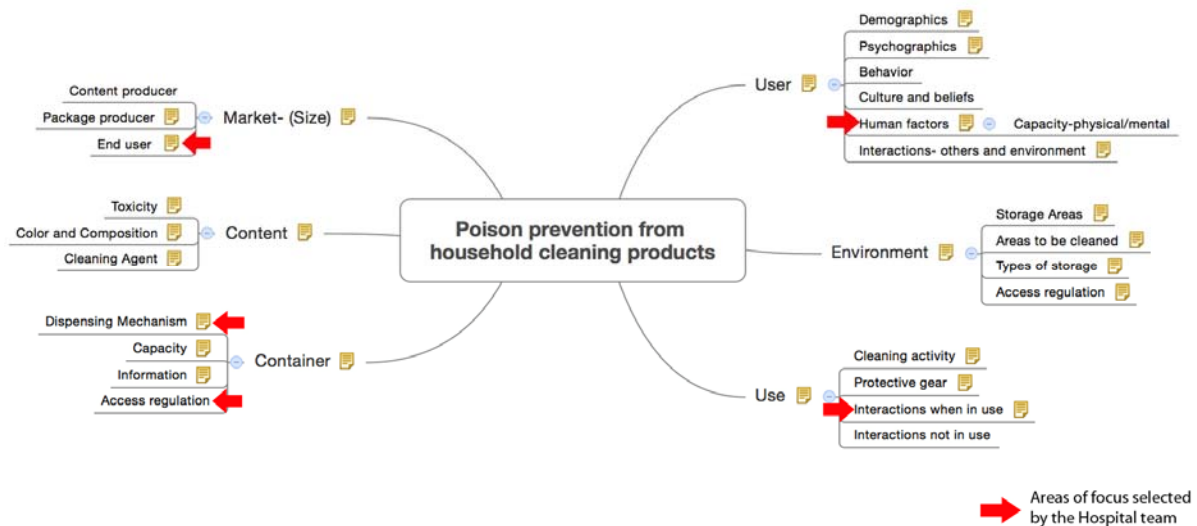 Poison prevention from
household cleaning products
Market- (Size)
Content producer
Package producer
End user
Content
Toxicity
Color and Composition
Cleaning Agent
Container
Dispensing Mechanism
Capacity
Information
Access regulation
User
Demographics
Psychographics
Behavior
Culture and beliefs
Human factors
Capacity-physical/mental
Interactions- others and environment
Environment
Storage Areas
Areas to be cleaned
Types of storage
Access regulation
Use
Cleaning activity
Protective gear
Interactions when in use
Interactions not in use
Areas of focus selected
by the Hospital team